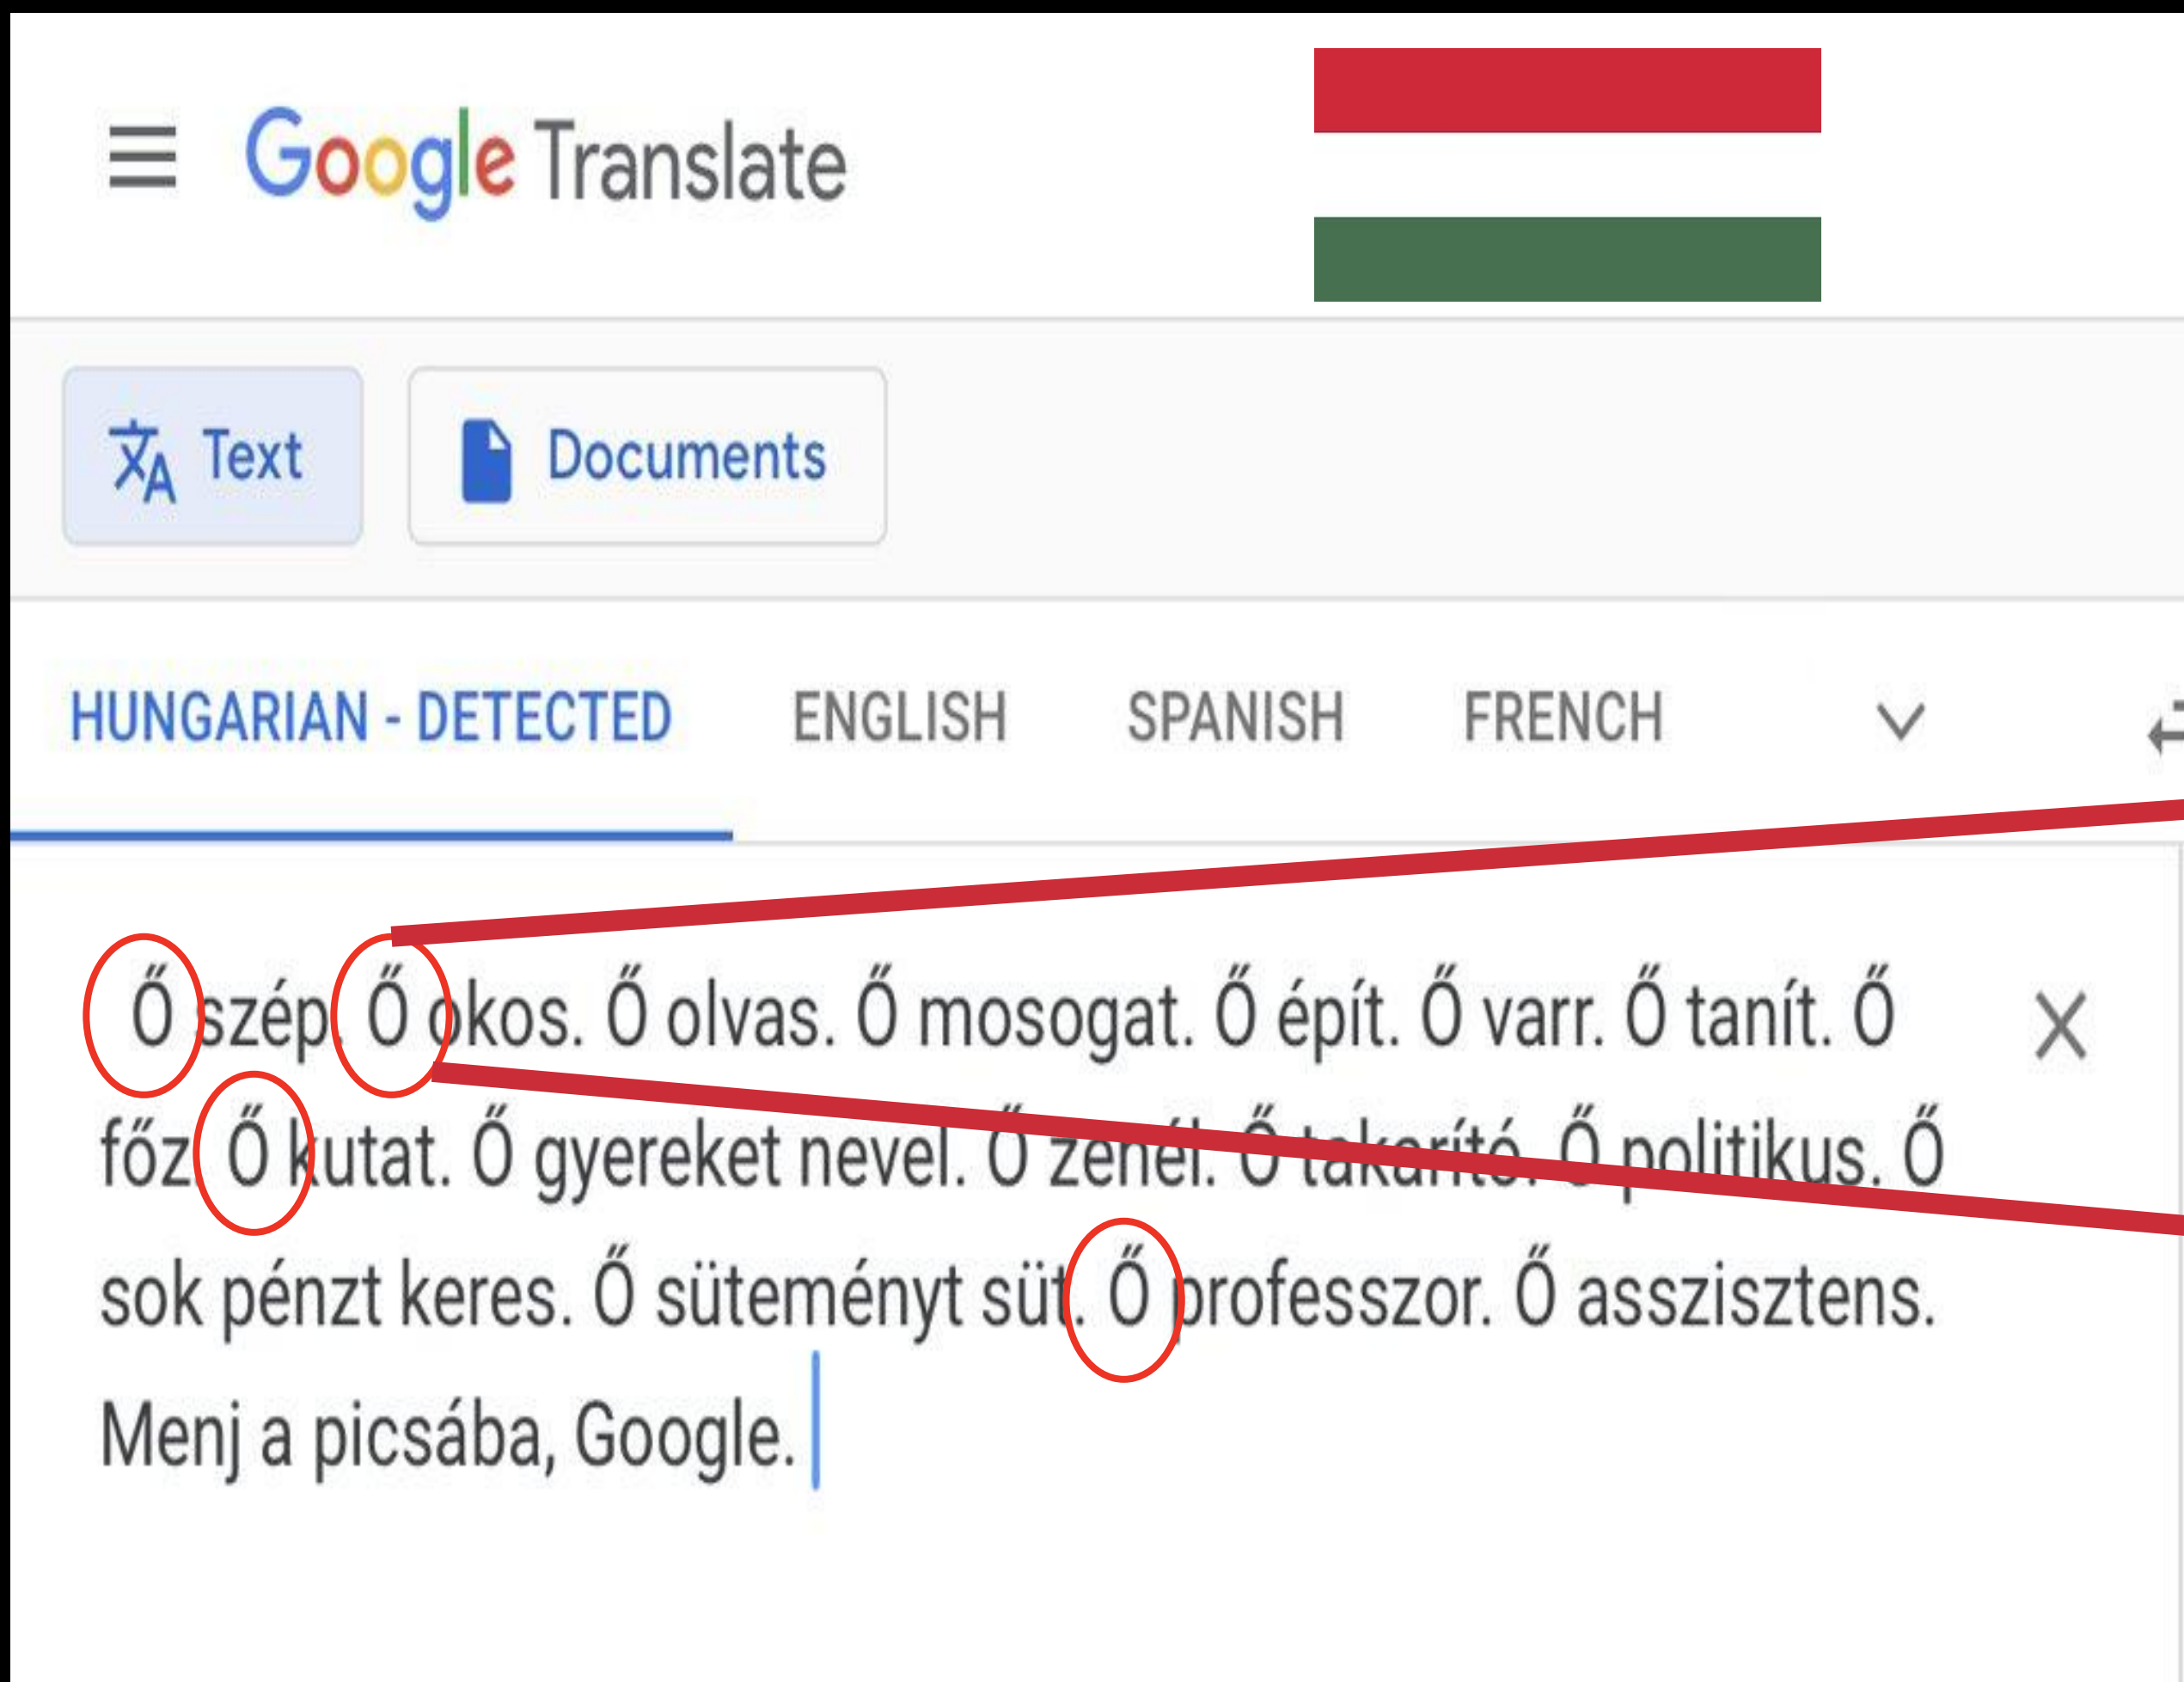 Google Translate
Text Documents
HUNGARIAN - DETECTED ENGLISH SPANISH FRENCH
Ő szép. Ő okos. Ő olvas. Ő mosogat. Ő épít. Ő varr. Ő tanít. Ő
főz. Ő kutat. Ő gyereket nevel. Ő zenél. Ő takarító. Ő politikus. Ő
sok pénzt keres. Ő süteményt süt. Ő professzor. Ő asszisztens.
Menj a picsába, Google.